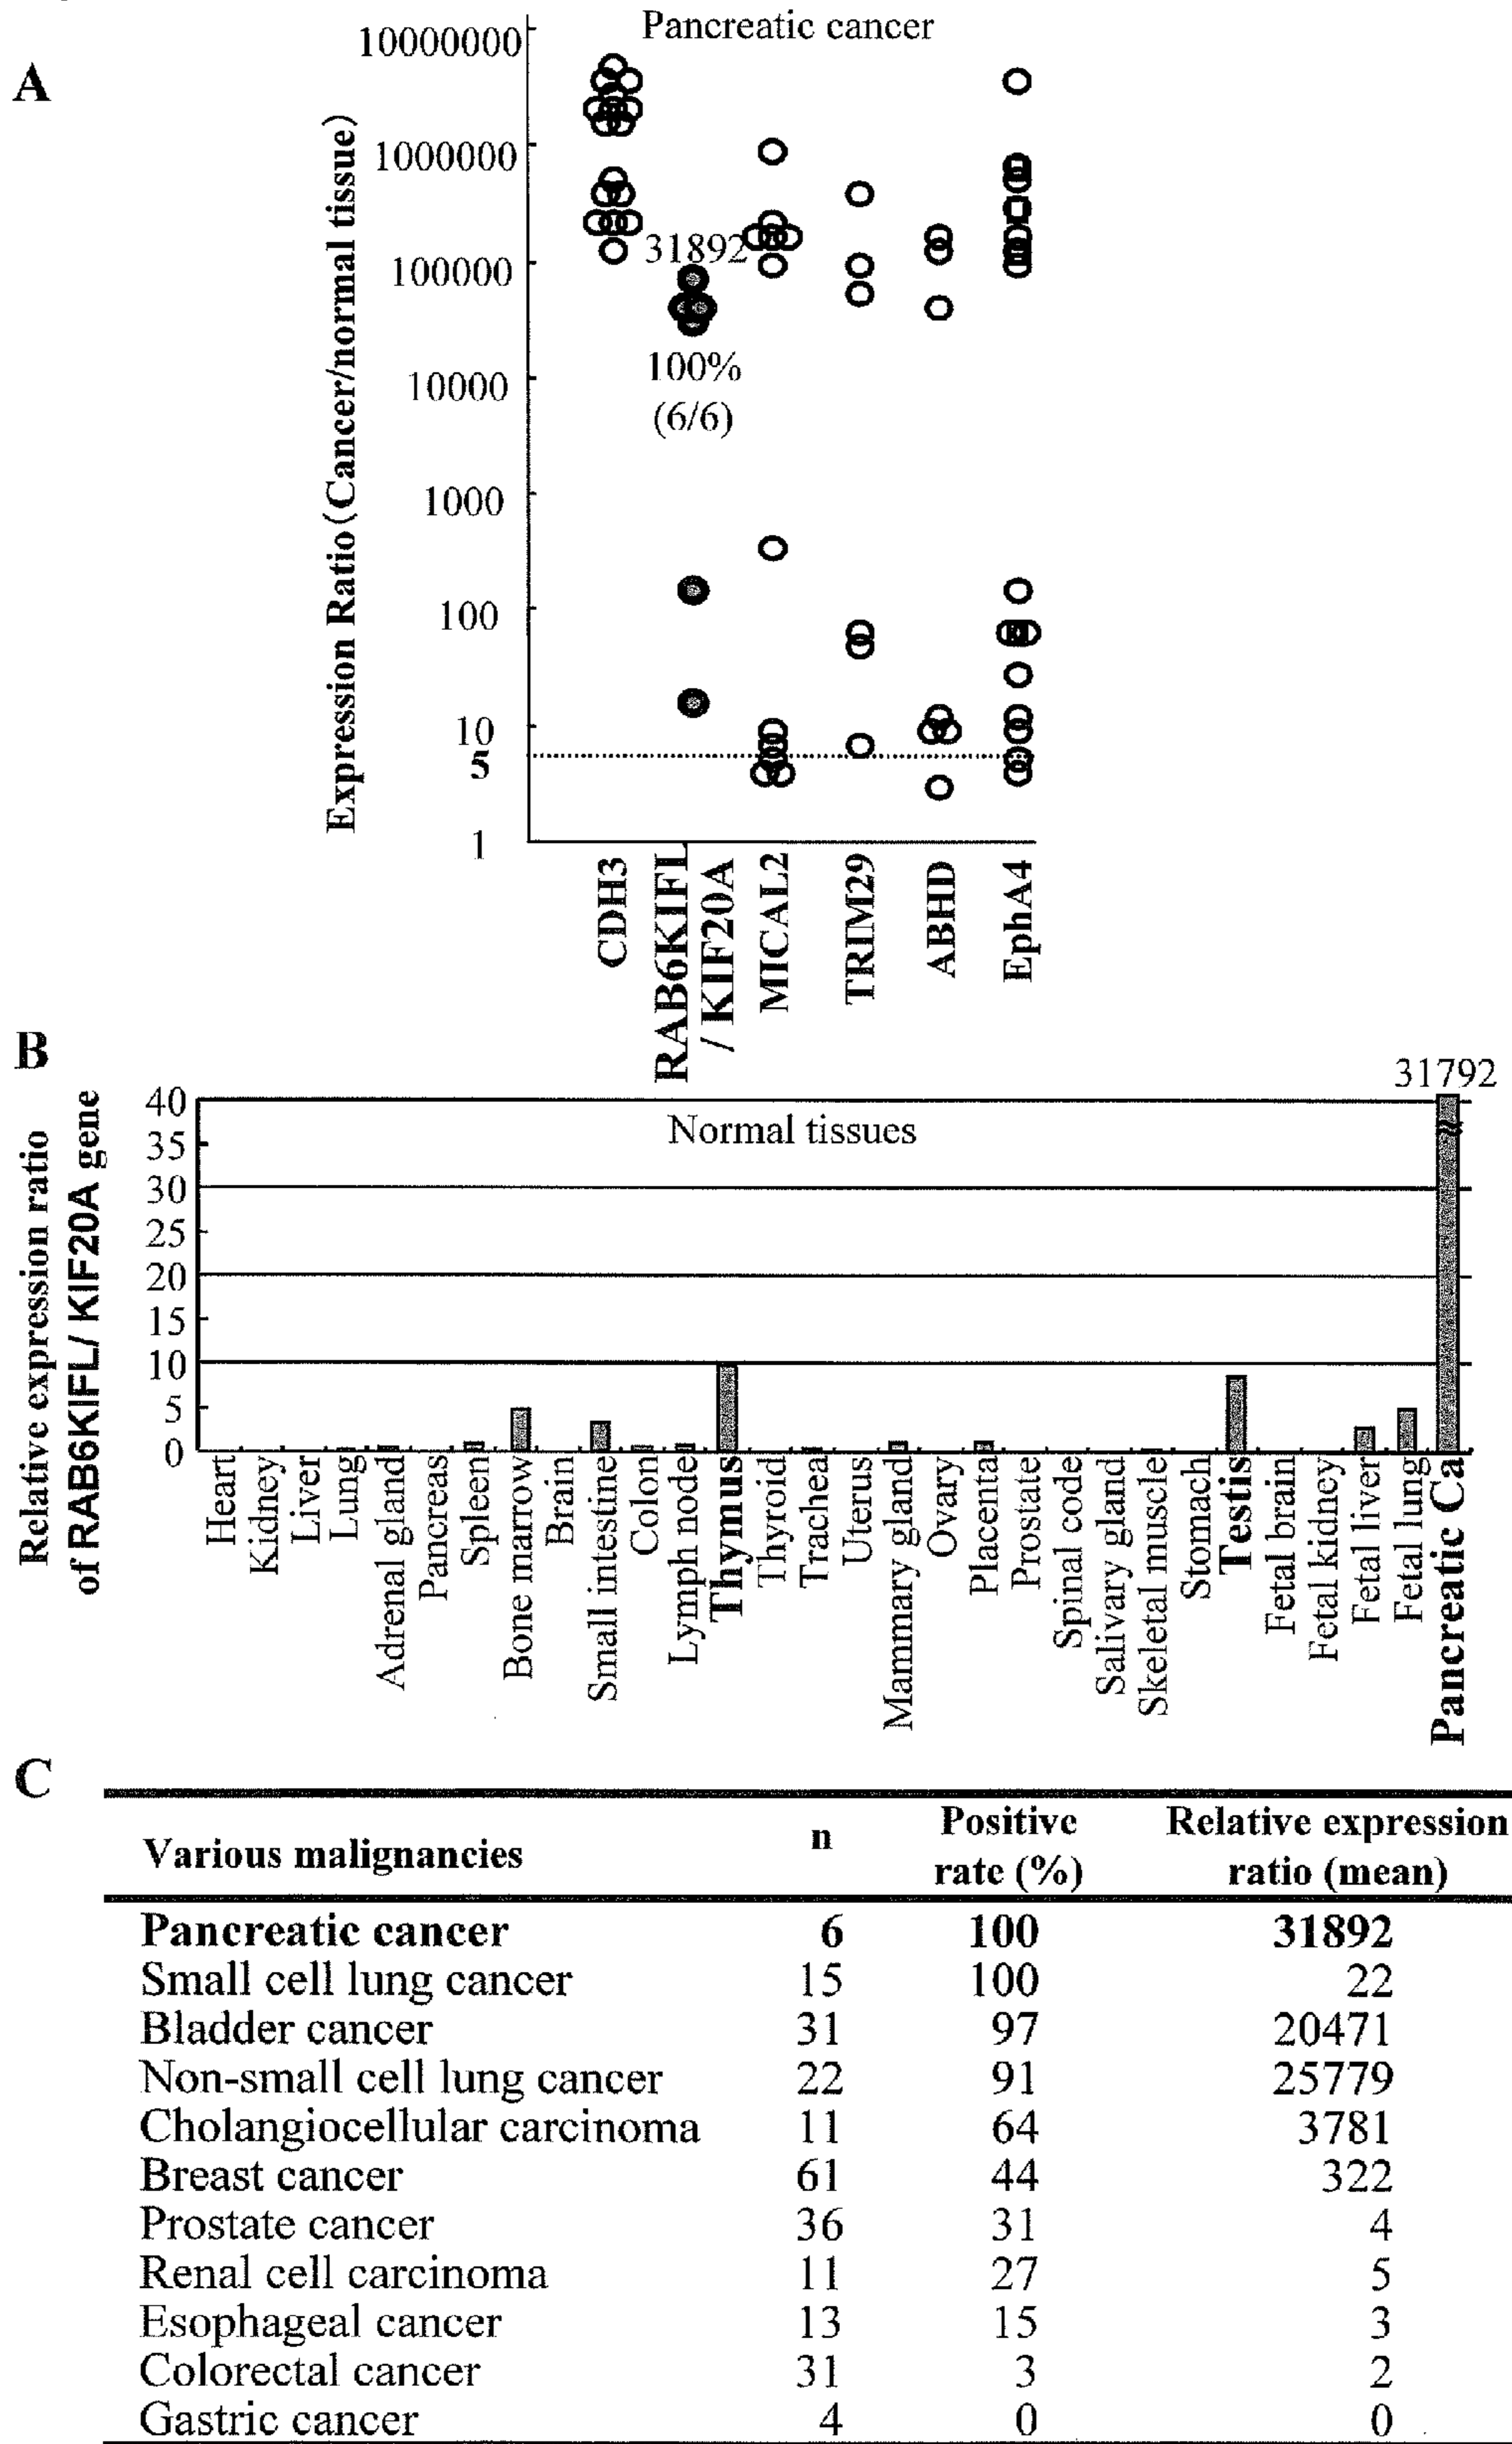 A
Pancreatic cancer
Expression Ratio (Cancer/normal tissue)
10000000
1000000
100000
10000
1000
100
10
5
1
31892
100%
(6/6)
CDH3
RAB6KIFL
/ KIF20A
MICAL2
TRIM29
ABHD
EphA4
B
31792
Relative expression ratio
of RAB6KIFL/ KIF20A gene
Normal tissues
40
35
30
25
20
15
10
5
0
Heart
Kidney
Liver
Lung
Adrenal gland
Pancreas
Spleen
Bone marrow
Brain
Small intestine
Colon
Lymph node
Thymus
Thyroid
Trachea
Uterus
Mammary gland
Ovary
Placenta
Prostate
Spinal code
Salivary gland
Skeletal muscle
Stomach
Testis
Fetal brain
Fetal kidney
Fetal liver
Fetal lung
Pancreatic Ca
C
Various malignancies n Positive rate (%) Relative expression ratio (mean)
Pancreatic cancer 6 100 31892
Small cell lung cancer 15 100 22
Bladder cancer 31 97 20471
Non-small cell lung cancer 22 91 25779
Cholangiocellular carcinoma 11 64 3781
Breast cancer 61 44 322
Prostate cancer 36 31 4
Renal cell carcinoma 11 27 5
Esophageal cancer 13 15 3
Colorectal cancer 31 3 2
Gastric cancer 4 0 0